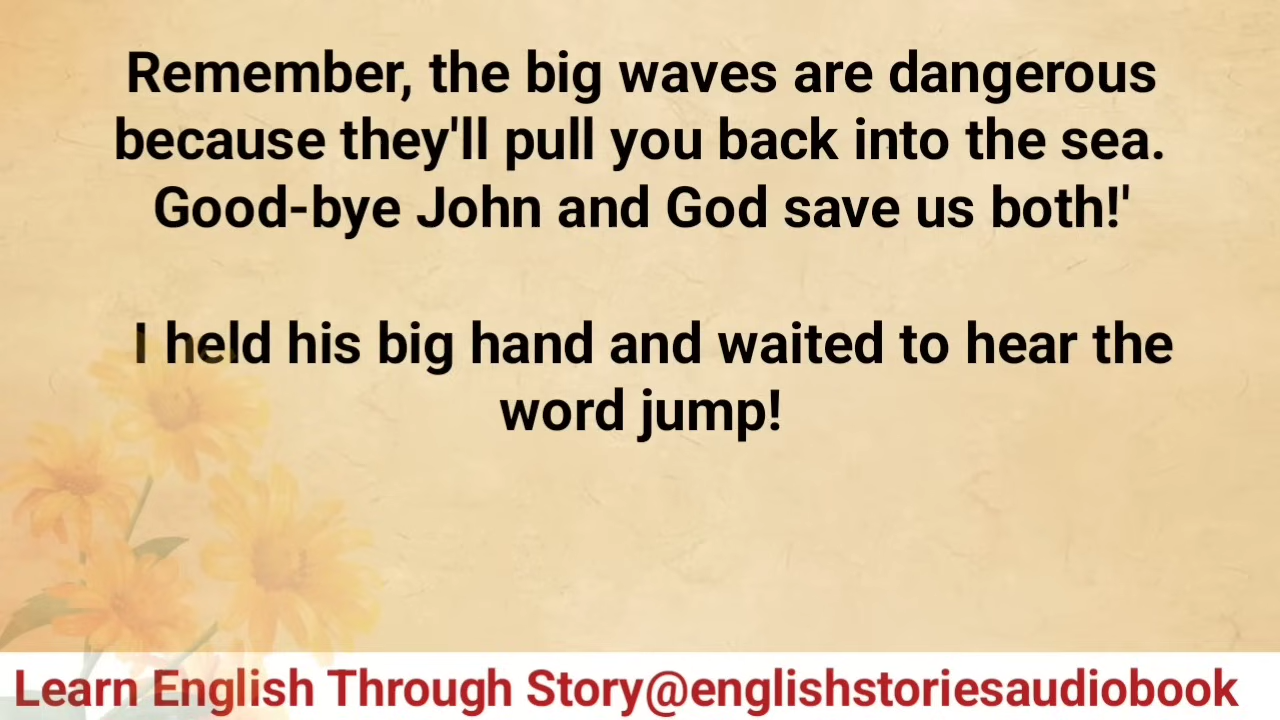 Remember, the big waves are dangerous
because they'll pull you back into the sea.
Good-bye John and God save us both!'
I held his big hand and waited to hear the
word jump!
Learn English Through Story@englishstoriesaudiobook